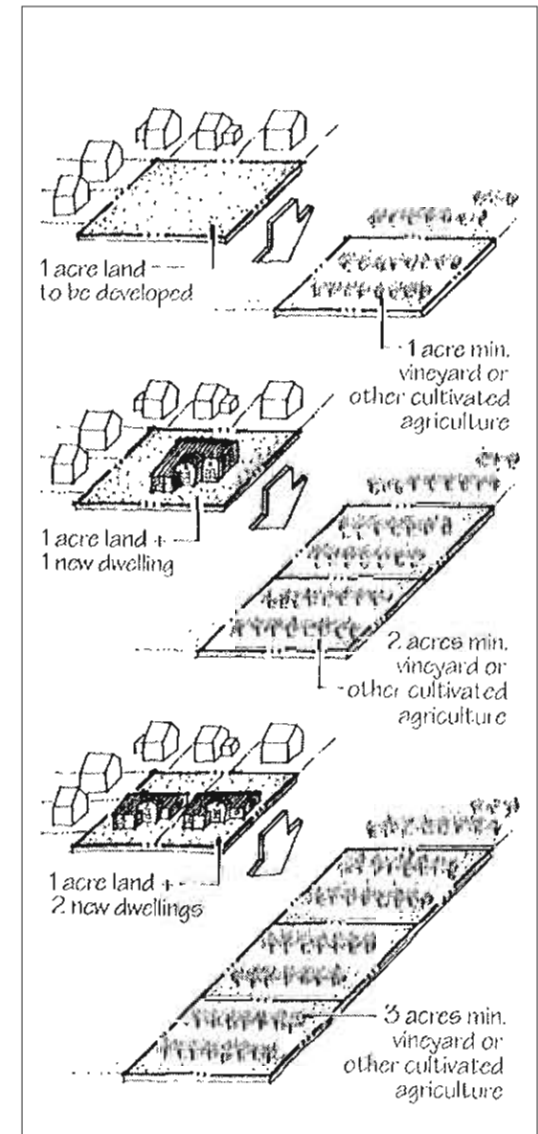 1 acre land
to be developed
1 acre min.
vineyard or
other cultivated
agriculture
1 acre land +
1 new dwelling
2 acres min.
vineyard or
other cultivated
agriculture
1 acre land +
2 new dwellings
3 acres min.
vineyard or
other cultivated
agriculture